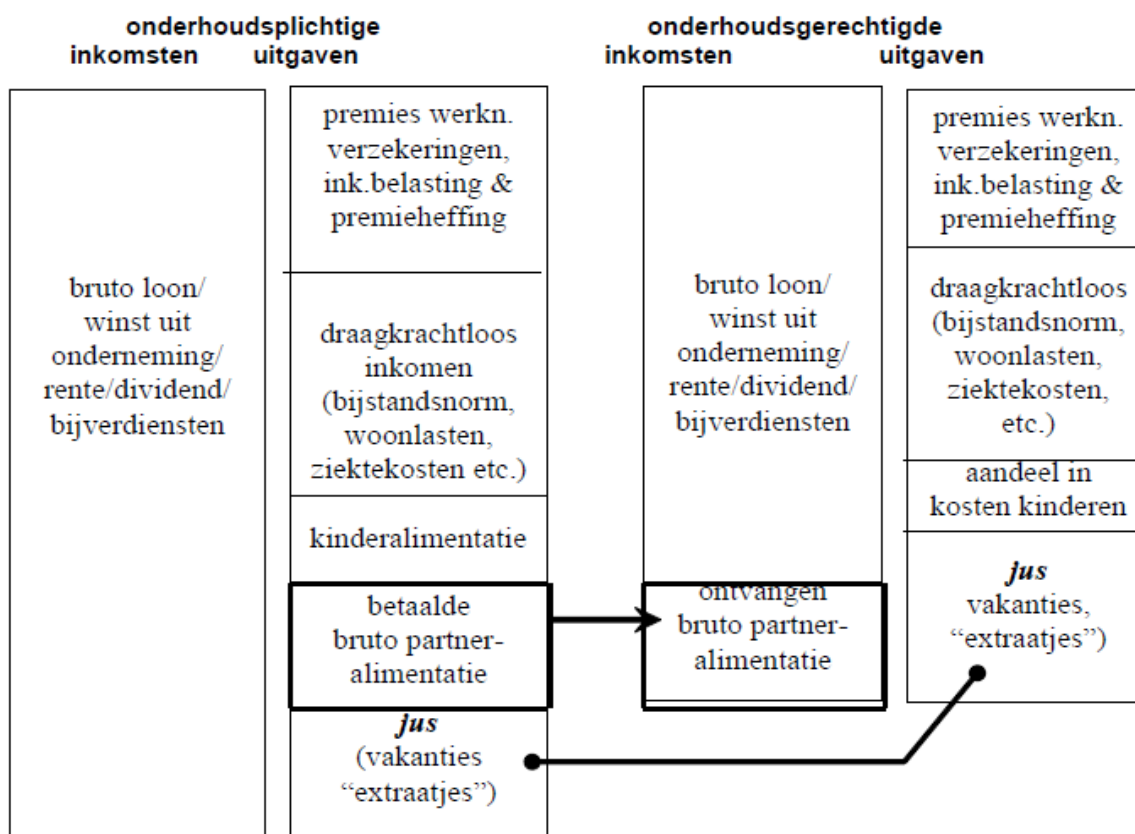 onderhoudsplichtige
inkomsten uitgaven
premies werkn.
verzekeringen,
ink.belasting &
premieheffing
bruto loon/
winst uit
onderneming/
rente/dividend/
bijverdiensten
draagkrachtloos
inkomen
(bijstandsnorm,
woonlasten,
ziektekosten etc.)
kinderalimentatie
betaalde
bruto partner-
alimentatie
jus
(vakanties
“extraatjes”)
onderhoudsgerechtigde
inkomsten uitgaven
bruto loon/
winst uit
onderneming/
rente/dividend/
bijverdiensten
ontvangen
bruto partner-
alimentatie
premies werkn.
verzekeringen,
ink.belasting &
premieheffing
draagkrachtloos
(bijstandsnorm,
woonlasten,
ziektekosten,
etc.)
aandeel in
kosten kinderen
jus
vakanties,
“extraatjes”)